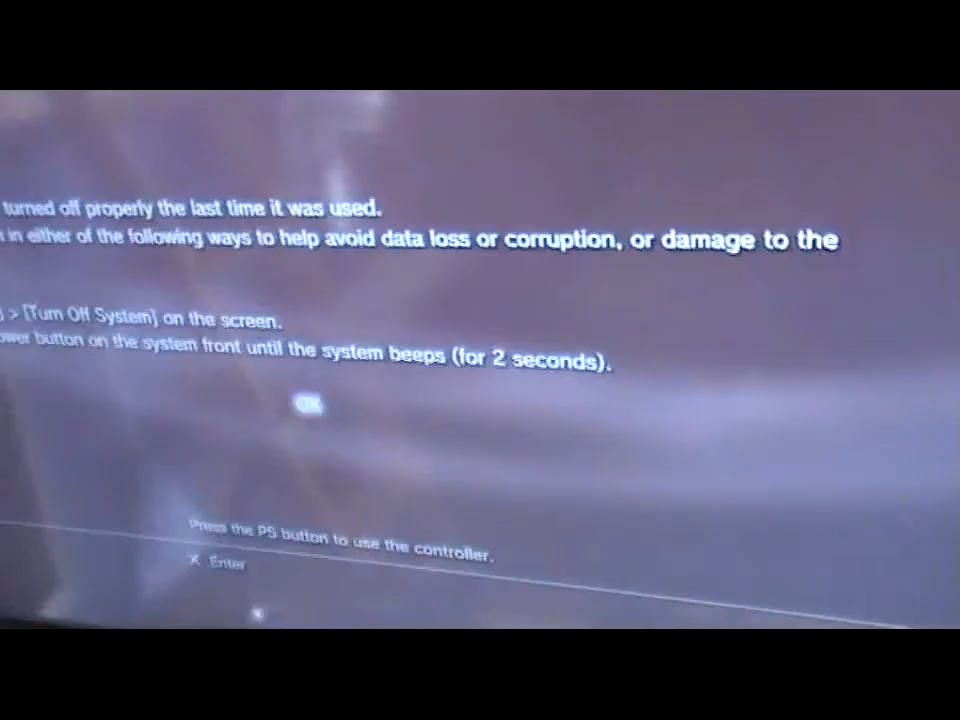 turned off properly the last time it was used.
in either of the following ways to help avoid data loss or corruption, or damage to the
> [Turn Off System] on the screen.
button on the system front until the system beeps (for 2 seconds).
OK
Press the PS button to use the controller.
X Enter